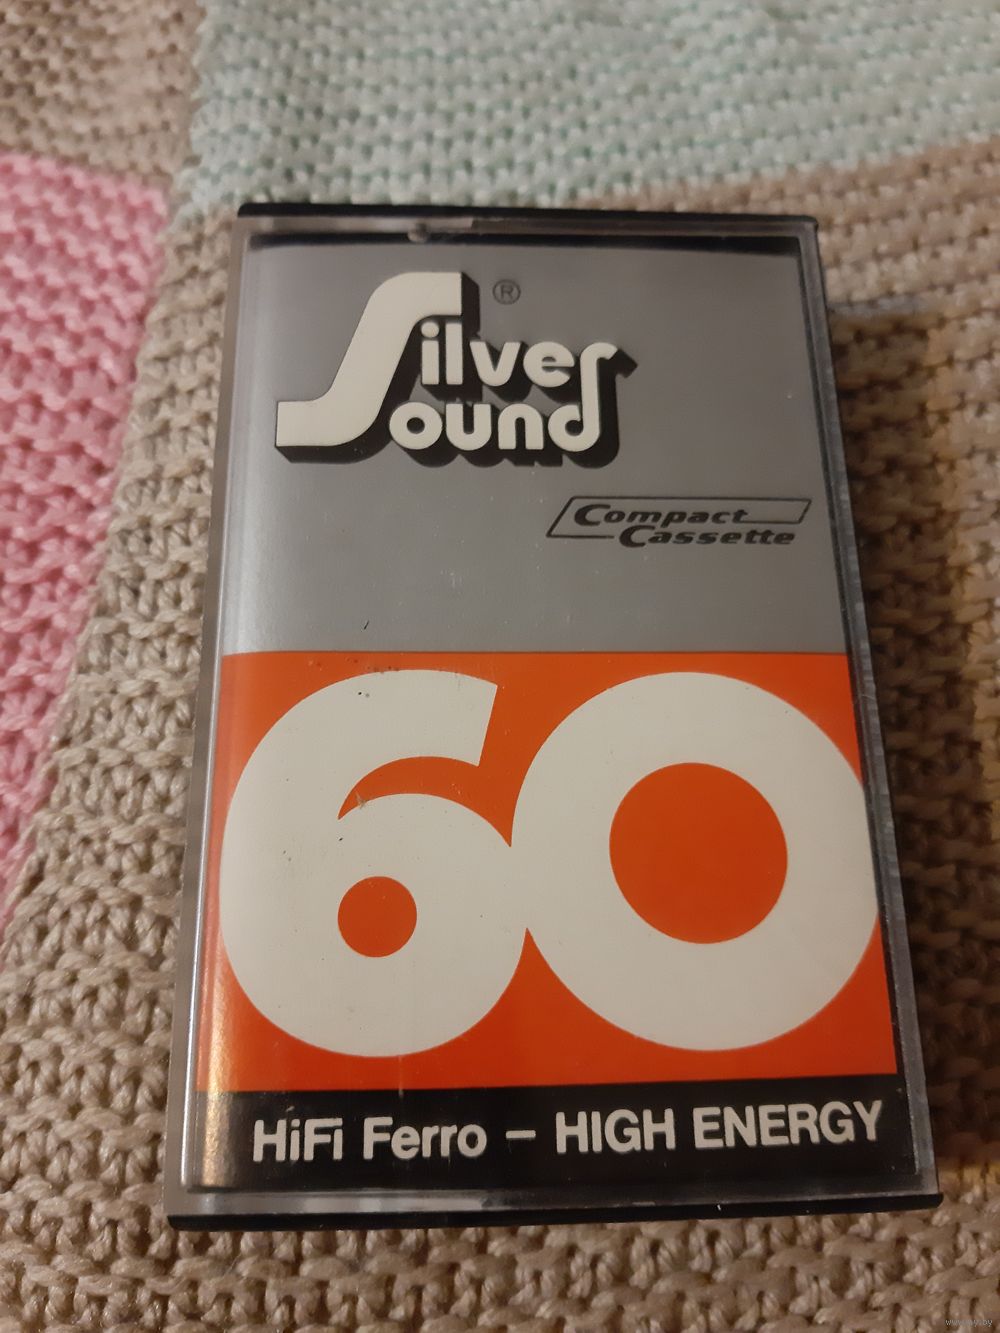 Silver
Sound
®
Compact
Cassette
60
HiFi Ferro – HIGH ENERGY